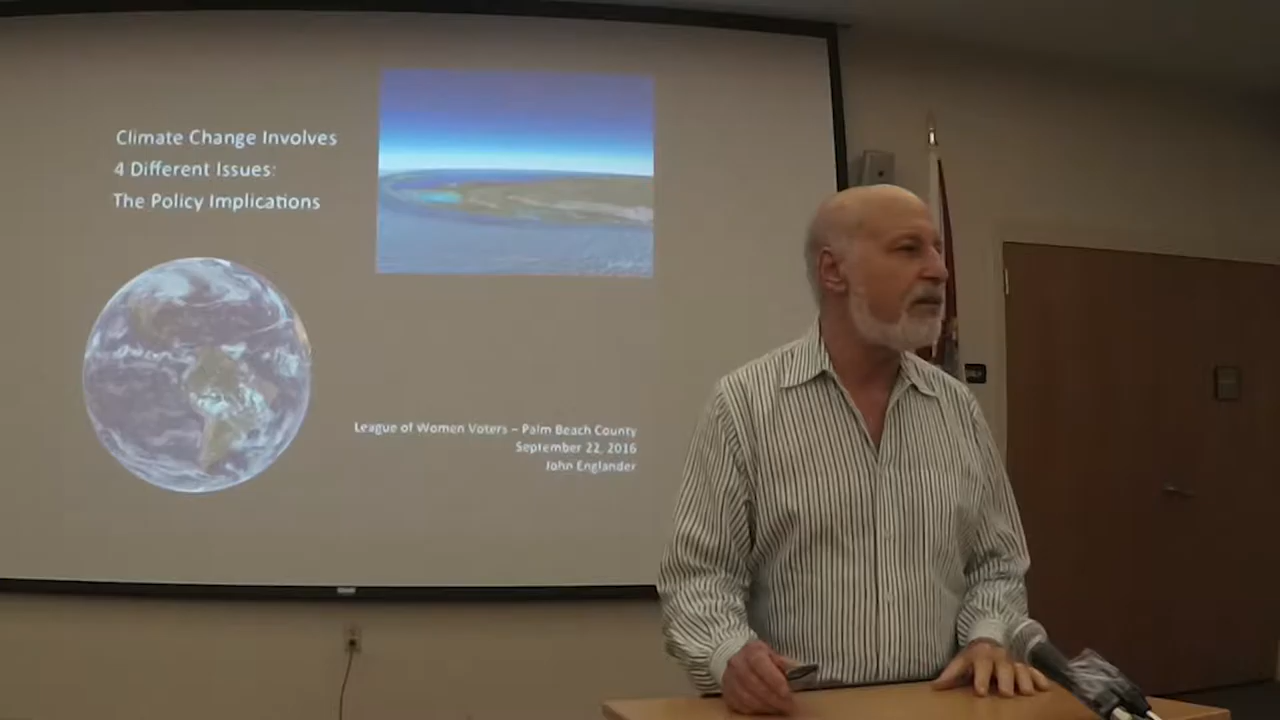 Climate Change Involves
4 Different Issues:
The Policy Implications
League of Women Voters – Palm Beach County
September 22, 2016
John Englander